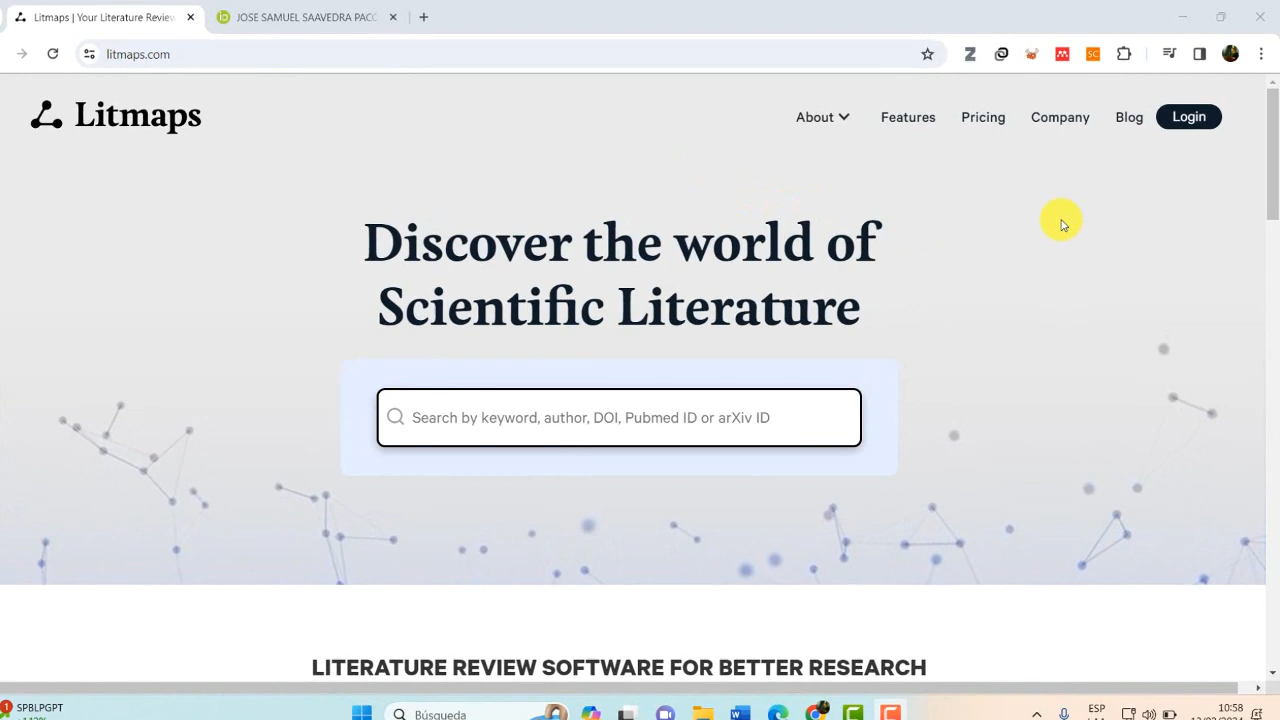 Litmaps | Your Literature Review
JOSE SAMUEL SAAVEDRA PACC
litmaps.com
Litmaps
About
Features
Pricing
Company
Blog
Login
Discover the world of
Scientific Literature
Search by keyword, author, DOI, Pubmed ID or arXiv ID
LITERATURE REVIEW SOFTWARE FOR BETTER RESEARCH
1
SPBLPGPT
Búsqueda
ESP
10:58